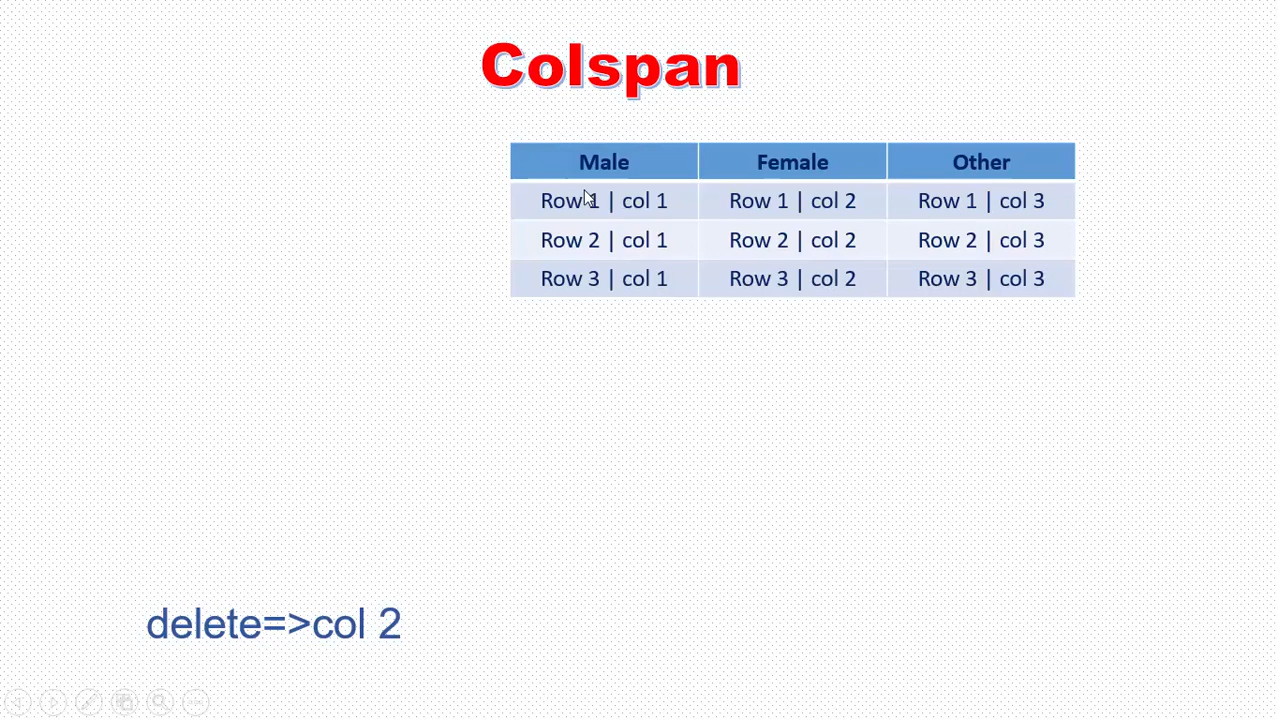 Colspan
Male Female Other
Row 1 | col 1 Row 1 | col 2 Row 1 | col 3
Row 2 | col 1 Row 2 | col 2 Row 2 | col 3
Row 3 | col 1 Row 3 | col 2 Row 3 | col 3
delete=>col 2